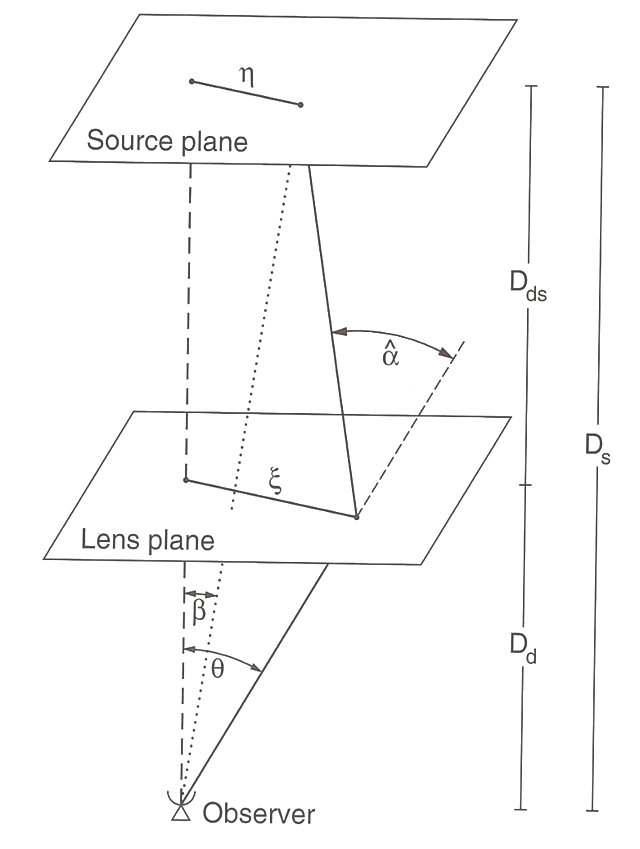 η
Source plane
D_ds
α̂
D_s
ξ
Lens plane
β
θ
D_d
Observer